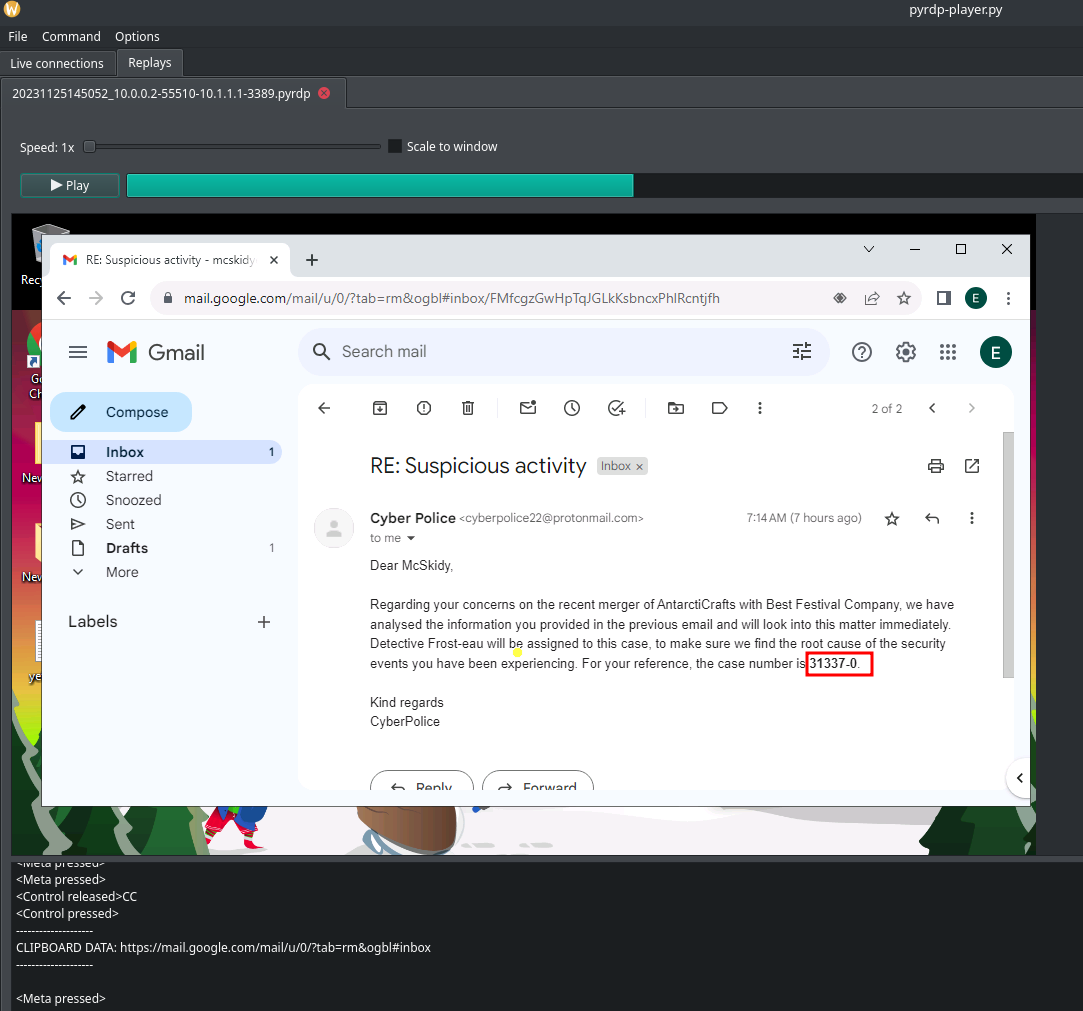 pyrdp-player.py
File Command Options
Live connections Replays
20231125145052_10.0.0.2-55510-10.1.1.1-3389.pyrdp
Speed: 1x Scale to window
Play
RE: Suspicious activity - mcskidy
mail.google.com/mail/u/0/?tab=rm&ogbl#inbox/FMfcgzGwHpTqJGLkKsbncxPhlRcntjfh
E
Gmail
Search mail
E
Compose
2 of 2
Inbox 1
Starred
Snoozed
Sent
Drafts 1
More
Labels
RE: Suspicious activity Inbox ×
Cyber Police <cyberpolice22@protonmail.com> 7:14 AM (7 hours ago)
to me
Dear McSkidy,
Regarding your concerns on the recent merger of AntarctiCrafts with Best Festival Company, we have
analysed the information you provided in the previous email and will look into this matter immediately.
Detective Frost-eau will be assigned to this case, to make sure we find the root cause of the security
events you have been experiencing. For your reference, the case number is 31337-0.
Kind regards
CyberPolice
Reply Forward
<Meta pressed>
<Meta pressed>
<Control released>CC
<Control pressed>
--------------------
CLIPBOARD DATA: https://mail.google.com/mail/u/0/?tab=rm&ogbl#inbox
--------------------
<Meta pressed>